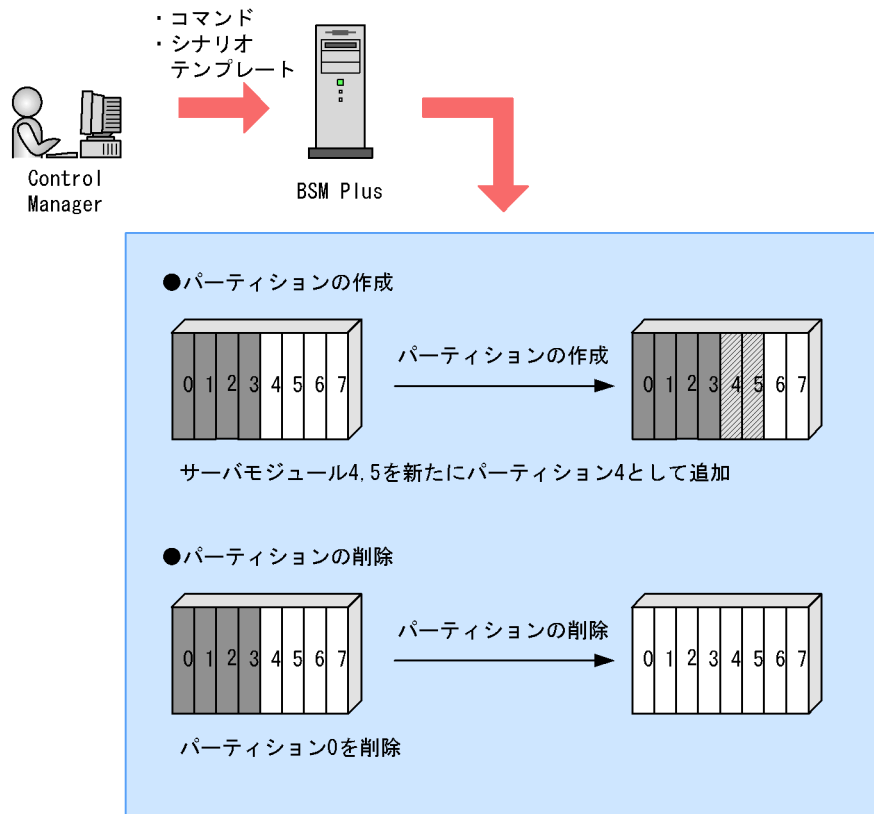 ・コマンド
・シナリオ
テンプレート
Control
Manager
BSM Plus
●パーティションの作成
0 1 2 3 4 5 6 7
パーティションの作成
0 1 2 3 4 5 6 7
サーバモジュール4,5を新たにパーティション4として追加
●パーティションの削除
0 1 2 3 4 5 6 7
パーティションの削除
0 1 2 3 4 5 6 7
パーティション0を削除